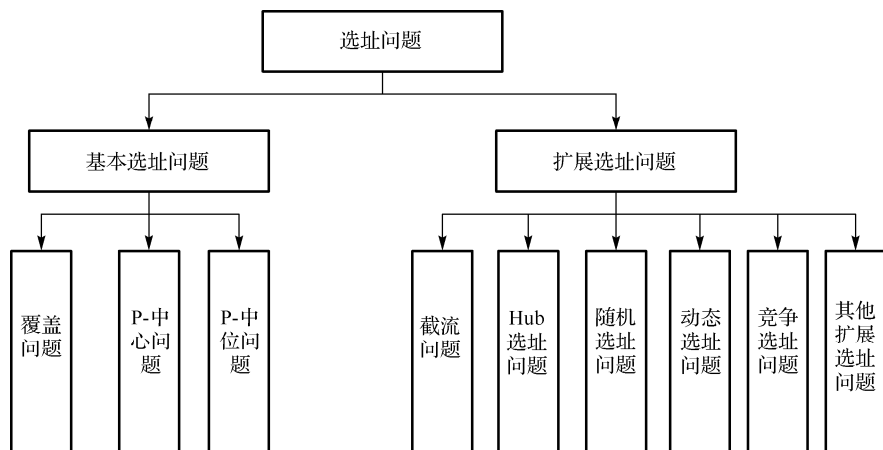 选址问题
基本选址问题
扩展选址问题
覆盖
问题
P-中
心问
题
P-中
位问
题
截流
问题
Hub
选址
问题
随机
选址
问题
动态
选址
问题
竞争
选址
问题
其他
扩展
选址
问题